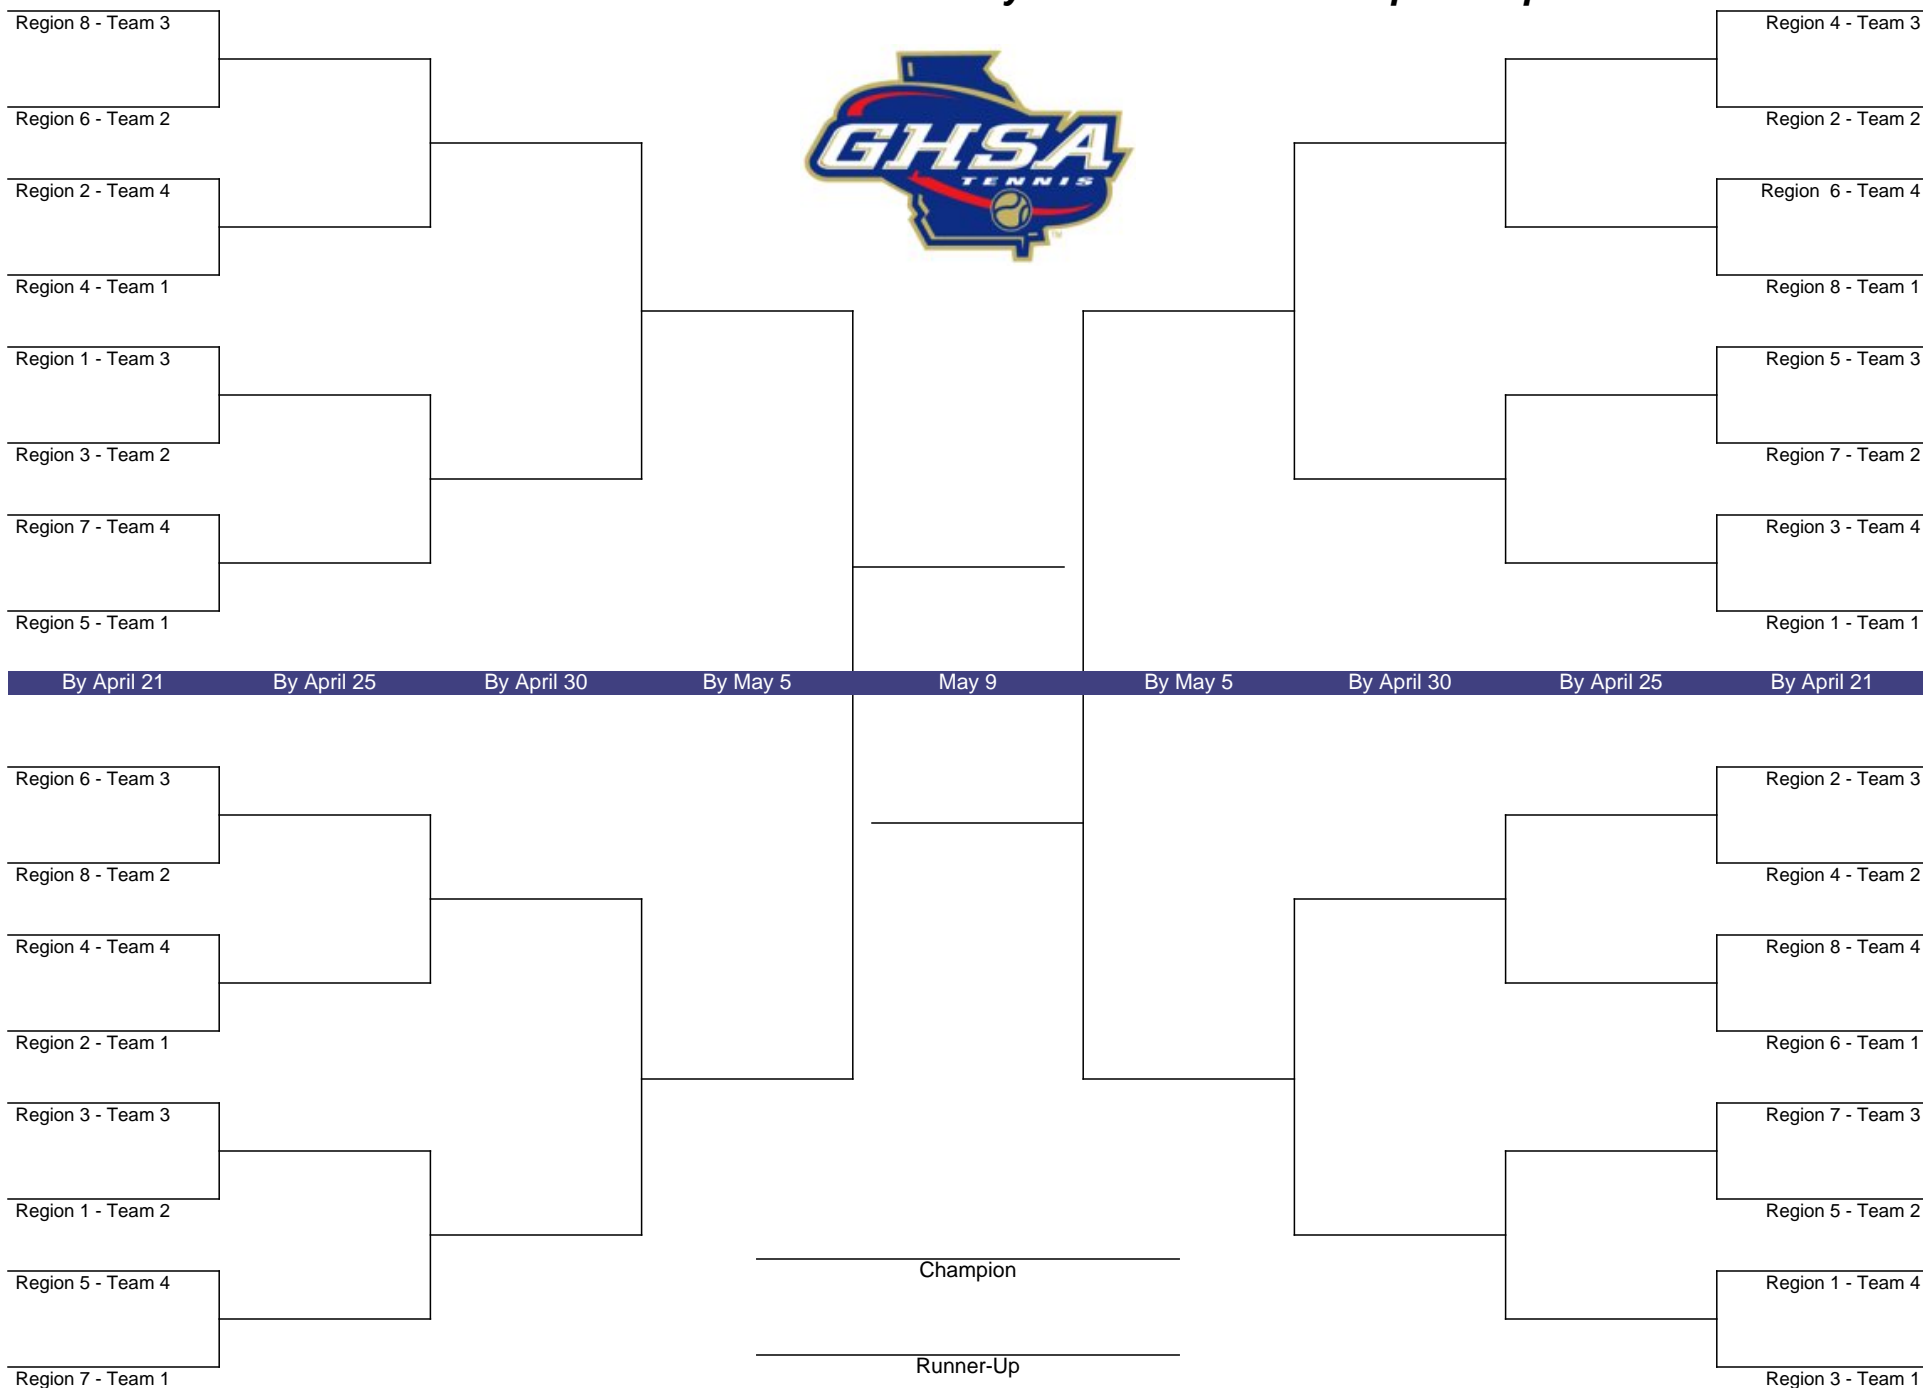 Region 8 - Team 3
Region 6 - Team 2
Region 2 - Team 4
Region 4 - Team 1
Region 1 - Team 3
Region 3 - Team 2
Region 7 - Team 4
Region 5 - Team 1
GHSA
TENNIS
TM
Region 4 - Team 3
Region 2 - Team 2
Region  6 - Team 4
Region 8 - Team 1
Region 5 - Team 3
Region 7 - Team 2
Region 3 - Team 4
Region 1 - Team 1
By April 21 By April 25 By April 30 By May 5 May 9 By May 5 By April 30 By April 25 By April 21
Region 6 - Team 3
Region 8 - Team 2
Region 4 - Team 4
Region 2 - Team 1
Region 3 - Team 3
Region 1 - Team 2
Region 5 - Team 4
Region 7 - Team 1
Champion
Runner-Up
Region 2 - Team 3
Region 4 - Team 2
Region 8 - Team 4
Region 6 - Team 1
Region 7 - Team 3
Region 5 - Team 2
Region 1 - Team 4
Region 3 - Team 1